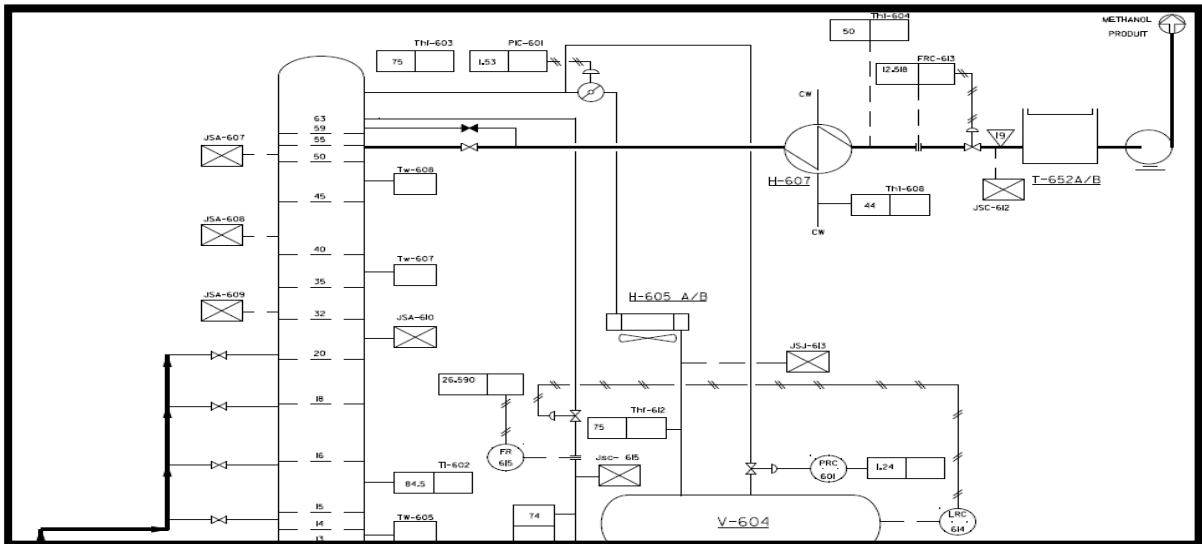 METHANOL
PRODUIT
ThI-604
50
ThI-603
75
PIC-601
1.53
FRC-613
12.518
CW
63
59
55
50
45
40
35
32
20
18
16
15
14
13
JSA-607
JSA-608
JSA-609
Tw-608
Tw-607
JSA-610
TI-602
84.5
TW-605
H-607
ThI-608
44
CW
19
JSC-612
T-652A/B
H-605 A/B
JSJ-613
26.590
FR
615
ThI-612
75
Jsc- 615
74
PRC
601
1.24
V-604
LRC
614